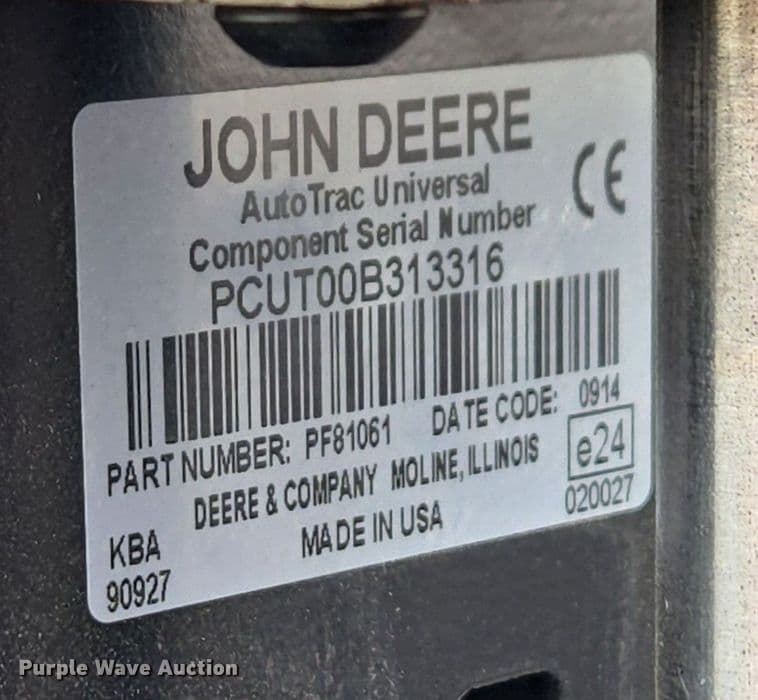 JOHN DEERE
AutoTrac Universal
Component Serial Number
PCUT00B313316
CE
PART NUMBER: PF81061 DATE CODE: 0914
DEERE & COMPANY MOLINE, ILLINOIS
MADE IN USA
e24
020027
KBA
90927
Purple Wave Auction